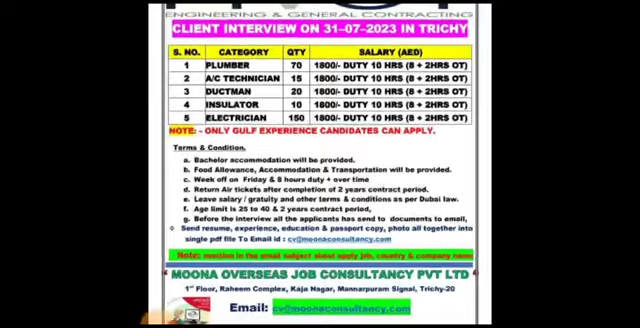 ENGINEERING & GENERAL CONTRACTING
CLIENT INTERVIEW ON 31-07-2023 IN TRICHY
S. NO. CATEGORY QTY SALARY (AED)
1 PLUMBER 70 1800/- DUTY 10 HRS (8 + 2HRS OT)
2 A/C TECHNICIAN 15 1800/- DUTY 10 HRS (8 + 2HRS OT)
3 DUCTMAN 20 1800/- DUTY 10 HRS (8 + 2HRS OT)
4 INSULATOR 10 1800/- DUTY 10 HRS (8 + 2HRS OT)
5 ELECTRICIAN 150 1800/- DUTY 10 HRS (8 + 2HRS OT)
NOTE: - ONLY GULF EXPERIENCE CANDIDATES CAN APPLY.
Terms & Condition.
a. Bachelor accommodation will be provided.
b. Food Allowance, Accommodation & Transportation will be provided.
c. Week off on Friday & 8 hours duty + over time
d. Return Air tickets after completion of 2 years contract period.
e. Leave salary/ gratuity and other terms & conditions as per Dubai law.
f. Age limit is 25 to 40 & 2 years contract period,
g. Before the interview all the applicants has send to documents to email,
Send resume, experience, education & passport copy, photo all together into
single pdf file To Email id : cv@moonaconsultancy.com
Note: mention in the email subject about apply job, country & company name
MOONA OVERSEAS JOB CONSULTANCY PVT LTD
1st Floor, Raheem Complex, Kaja Nagar, Mannarpuram Signal, Trichy-20
Email: cv@moonaconsultancy.com